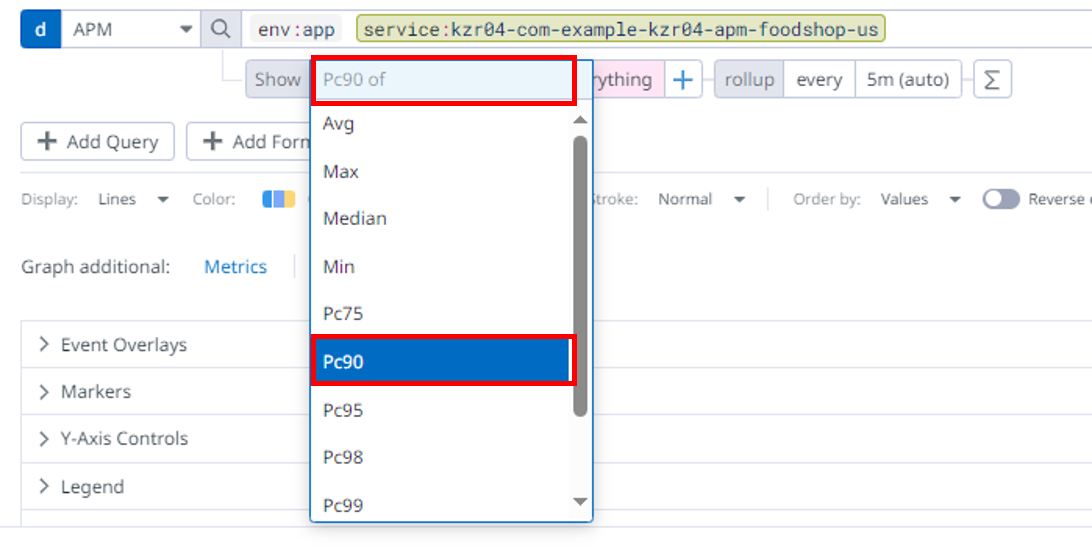 d APM env:app service:kzr04-com-example-kzr04-apm-foodshop-us
Show Pc90 of rything + rollup every 5m (auto) Σ
+ Add Query + Add Forn
Avg
Max
Median
Min
Pc75
Pc90
Pc95
Pc98
Pc99
Display: Lines Color: Stroke: Normal Order by: Values Reverse
Graph additional: Metrics
Event Overlays
Markers
Y-Axis Controls
Legend